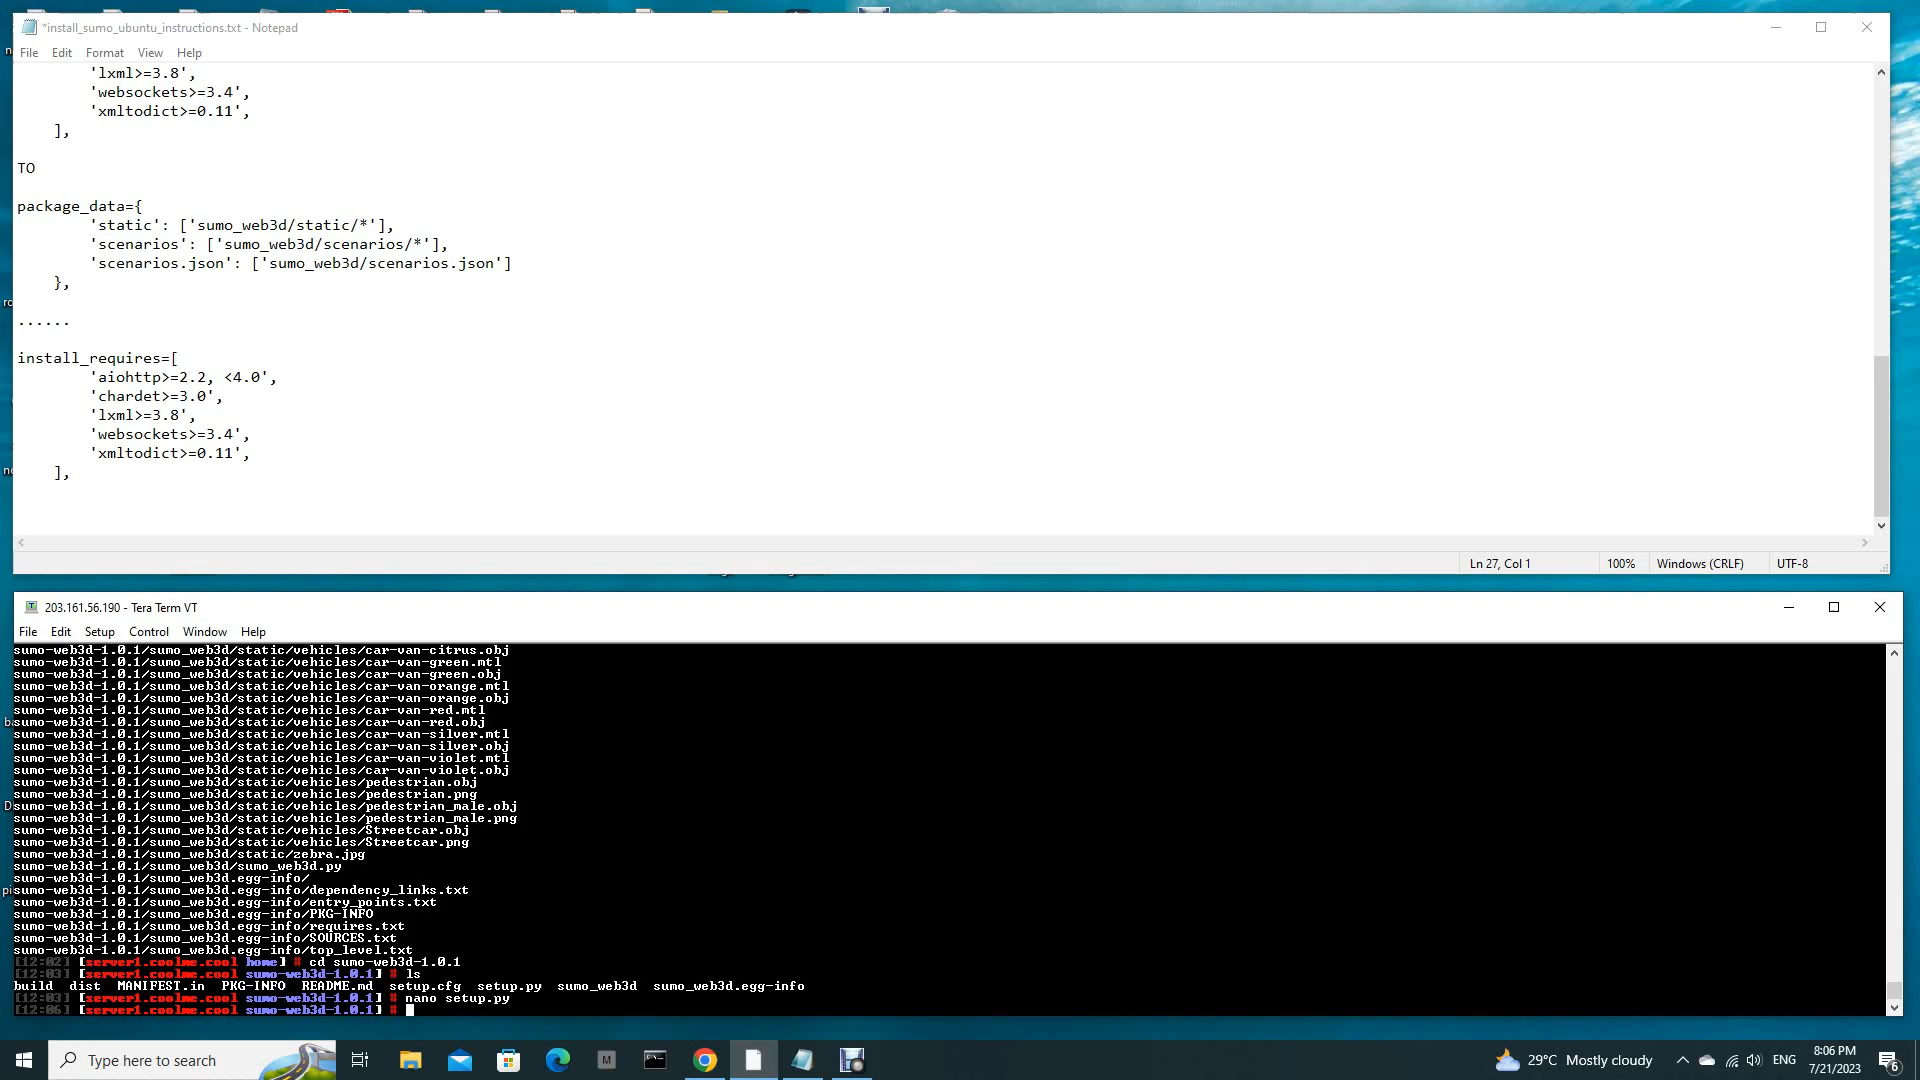 *install_sumo_ubuntu_instructions.txt - Notepad
File Edit Format View Help
'lxml>=3.8',
'websockets>=3.4',
'xmltodict>=0.11',
],
TO
package_data={
'static': ['sumo_web3d/static/*'],
'scenarios': ['sumo_web3d/scenarios/*'],
'scenarios.json': ['sumo_web3d/scenarios.json']
},
......
install_requires=[
'aiohttp>=2.2, <4.0',
'chardet>=3.0',
'lxml>=3.8',
'websockets>=3.4',
'xmltodict>=0.11',
],
Ln 27, Col 1 100% Windows (CRLF) UTF-8
203.161.56.190 - Tera Term VT
File Edit Setup Control Window Help
sumo-web3d-1.0.1/sumo_web3d/static/vehicles/car-van-citrus.obj
sumo-web3d-1.0.1/sumo_web3d/static/vehicles/car-van-green.mtl
sumo-web3d-1.0.1/sumo_web3d/static/vehicles/car-van-green.obj
sumo-web3d-1.0.1/sumo_web3d/static/vehicles/car-van-orange.mtl
sumo-web3d-1.0.1/sumo_web3d/static/vehicles/car-van-orange.obj
sumo-web3d-1.0.1/sumo_web3d/static/vehicles/car-van-red.mtl
sumo-web3d-1.0.1/sumo_web3d/static/vehicles/car-van-red.obj
sumo-web3d-1.0.1/sumo_web3d/static/vehicles/car-van-silver.mtl
sumo-web3d-1.0.1/sumo_web3d/static/vehicles/car-van-silver.obj
sumo-web3d-1.0.1/sumo_web3d/static/vehicles/car-van-violet.mtl
sumo-web3d-1.0.1/sumo_web3d/static/vehicles/car-van-violet.obj
sumo-web3d-1.0.1/sumo_web3d/static/vehicles/pedestrian.obj
sumo-web3d-1.0.1/sumo_web3d/static/vehicles/pedestrian.png
sumo-web3d-1.0.1/sumo_web3d/static/vehicles/pedestrian_male.obj
sumo-web3d-1.0.1/sumo_web3d/static/vehicles/pedestrian_male.png
sumo-web3d-1.0.1/sumo_web3d/static/vehicles/Streetcar.obj
sumo-web3d-1.0.1/sumo_web3d/static/vehicles/Streetcar.png
sumo-web3d-1.0.1/sumo_web3d/static/zebra.jpg
sumo-web3d-1.0.1/sumo_web3d/sumo_web3d.py
sumo-web3d-1.0.1/sumo_web3d.egg-info/
sumo-web3d-1.0.1/sumo_web3d.egg-info/dependency_links.txt
sumo-web3d-1.0.1/sumo_web3d.egg-info/entry_points.txt
sumo-web3d-1.0.1/sumo_web3d.egg-info/PKG-INFO
sumo-web3d-1.0.1/sumo_web3d.egg-info/requires.txt
sumo-web3d-1.0.1/sumo_web3d.egg-info/SOURCES.txt
sumo-web3d-1.0.1/sumo_web3d.egg-info/top_level.txt
[12:02] [server1.coolme.cool home] # cd sumo-web3d-1.0.1
[12:03] [server1.coolme.cool sumo-web3d-1.0.1] # ls
build dist MANIFEST.in PKG-INFO README.md setup.cfg setup.py sumo_web3d sumo_web3d.egg-info
[12:03] [server1.coolme.cool sumo-web3d-1.0.1] # nano setup.py
[12:06] [server1.coolme.cool sumo-web3d-1.0.1] #
Type here to search
M
29°C Mostly cloudy
ENG
8:06 PM
7/21/2023
6